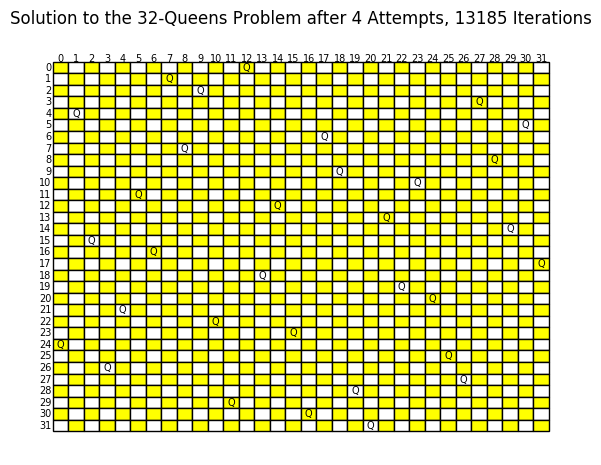 Solution to the 32-Queens Problem after 4 Attempts, 13185 Iterations
0 1 2 3 4 5 6 7 8 9 10 11 12 13 14 15 16 17 18 19 20 21 22 23 24 25 26 27 28 29 30 31
0 Q
1 Q
2 Q
3 Q
4 Q
5 Q
6 Q
7 Q
8 Q
9 Q
10 Q
11 Q
12 Q
13 Q
14 Q
15 Q
16 Q
17 Q
18 Q
19 Q
20 Q
21 Q
22 Q
23 Q
24 Q
25 Q
26 Q
27 Q
28 Q
29 Q
30 Q
31 Q